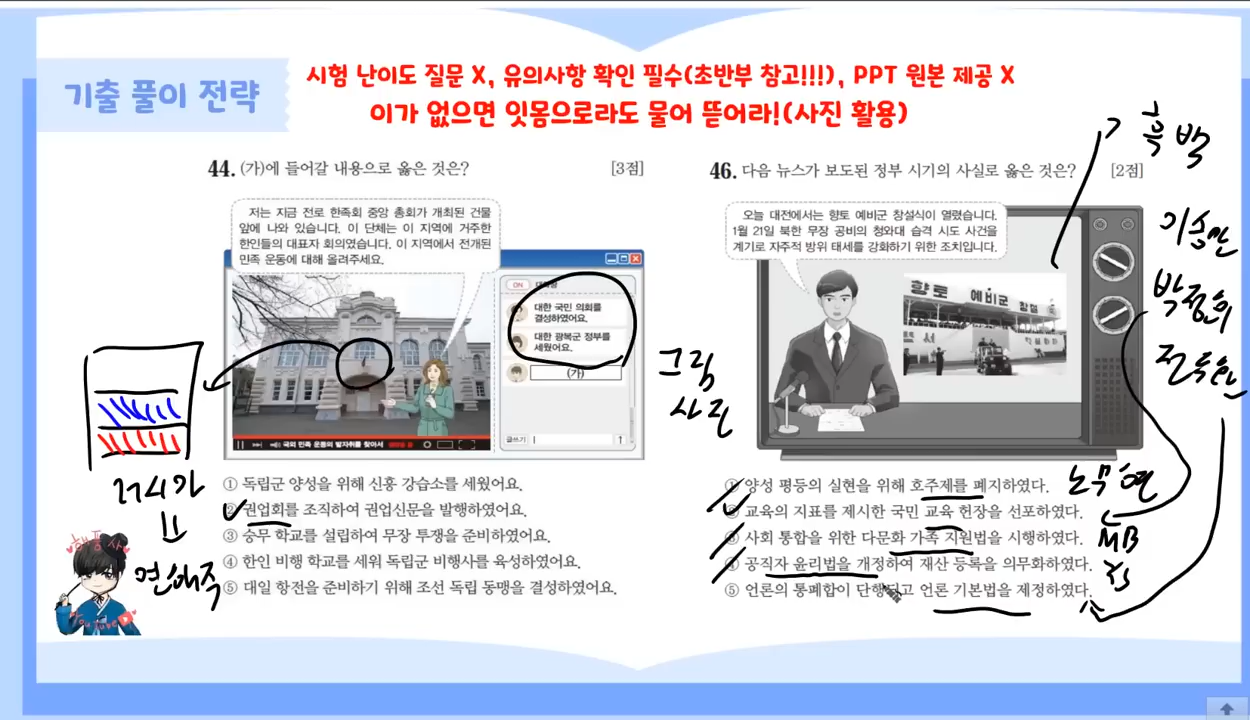 기출 풀이 전략
시험 난이도 질문 X, 유의사항 확인 필수(초반부 참고!!!), PPT 원본 제공 X
이가 없으면 잇몸으로라도 물어 뜯어라!(사진 활용)
44. (가)에 들어갈 내용으로 옳은 것은? [3점]
저는 지금 전로 한족회 중앙 총회가 개최된 건물
앞에 나와 있습니다. 이 단체는 이 지역에 거주한
한인들의 대표자 회의였습니다. 이 지역에서 전개된
민족 운동에 대해 올려주세요.
ON
대한 국민 의회를
결성하였어요.
대한 광복군 정부를
세웠어요.
(가)
글쓰기
국외 민족 운동의 발자취를 찾아서
그림
사진
러시아
연해주
① 독립군 양성을 위해 신흥 강습소를 세웠어요.
② 권업회를 조직하여 권업신문을 발행하였어요.
③ 숭무 학교를 설립하여 무장 투쟁을 준비하였어요.
④ 한인 비행 학교를 세워 독립군 비행사를 육성하였어요.
⑤ 대일 항전을 준비하기 위해 조선 독립 동맹을 결성하였어요.
YouTube
46. 다음 뉴스가 보도된 정부 시기의 사실로 옳은 것은? [2점]
오늘 대전에서는 향토 예비군 창설식이 열렸습니다.
1월 21일 북한 무장 공비의 청와대 습격 시도 사건을
계기로 자주적 방위 태세를 강화하기 위한 조치입니다.
향토 예비군 창설
흑백
이승만
박정희
전두환
① 양성 평등의 실현을 위해 호주제를 폐지하였다.
② 교육의 지표를 제시한 국민 교육 헌장을 선포하였다.
③ 사회 통합을 위한 다문화 가족 지원법을 시행하였다.
④ 공직자 윤리법을 개정하여 재산 등록을 의무화하였다.
⑤ 언론의 통폐합이 단행되고 언론 기본법을 제정하였다.
노무현
MB
YS